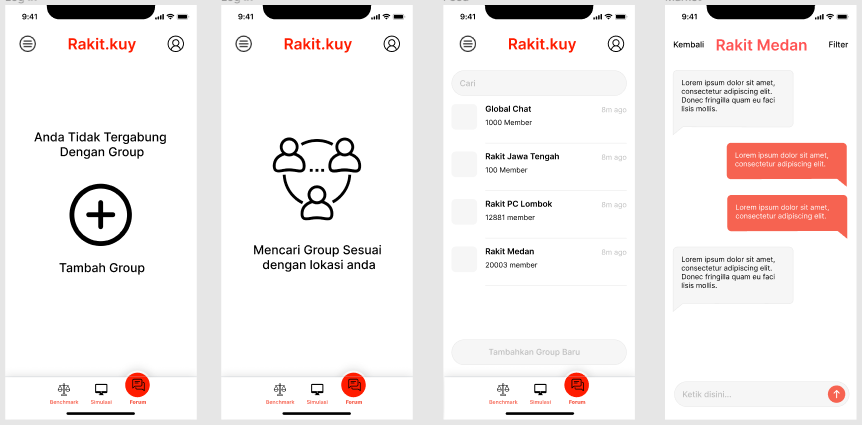 9:41
Rakit.kuy
Anda Tidak Tergabung
Dengan Group
Tambah Group
Benchmark
Simulasi
Forum
9:41
Rakit.kuy
...
Mencari Group Sesuai
dengan lokasi anda
Benchmark
Simulasi
Forum
9:41
Rakit.kuy
Cari
Global Chat
8m ago
1000 Member
Rakit Jawa Tengah
8m ago
100 Member
Rakit PC Lombok
8m ago
12881 member
Rakit Medan
8m ago
20003 member
Tambahkan Group Baru
Benchmark
Simulasi
Forum
9:41
Kembali
Rakit Medan
Filter
Lorem ipsum dolor sit amet,
consectetur adipiscing elit.
Donec fringilla quam eu faci
lisis mollis.
Lorem ipsum dolor sit amet,
consectetur adipiscing elit.
Lorem ipsum dolor sit amet,
consectetur adipiscing elit.
Lorem ipsum dolor sit amet,
consectetur adipiscing elit.
Donec fringilla quam eu faci
lisis mollis.
Ketik disini...